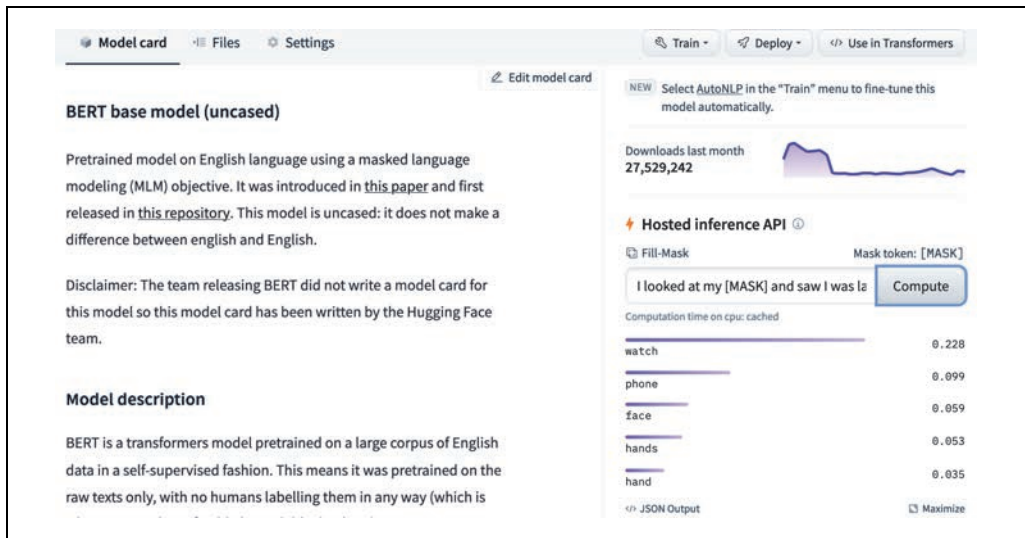 Model card Files Settings
Train Deploy </> Use in Transformers
Edit model card
BERT base model (uncased)
Pretrained model on English language using a masked language
modeling (MLM) objective. It was introduced in this paper and first
released in this repository. This model is uncased: it does not make a
difference between english and English.
Disclaimer: The team releasing BERT did not write a model card for
this model so this model card has been written by the Hugging Face
team.
Model description
BERT is a transformers model pretrained on a large corpus of English
data in a self-supervised fashion. This means it was pretrained on the
raw texts only, with no humans labelling them in any way (which is
NEW Select AutoNLP in the "Train" menu to fine-tune this
model automatically.
Downloads last month
27,529,242
Hosted inference API
Fill-Mask Mask token: [MASK]
I looked at my [MASK] and saw I was la Compute
Computation time on cpu: cached
watch 0.228
phone 0.099
face 0.059
hands 0.053
hand 0.035
</> JSON Output Maximize